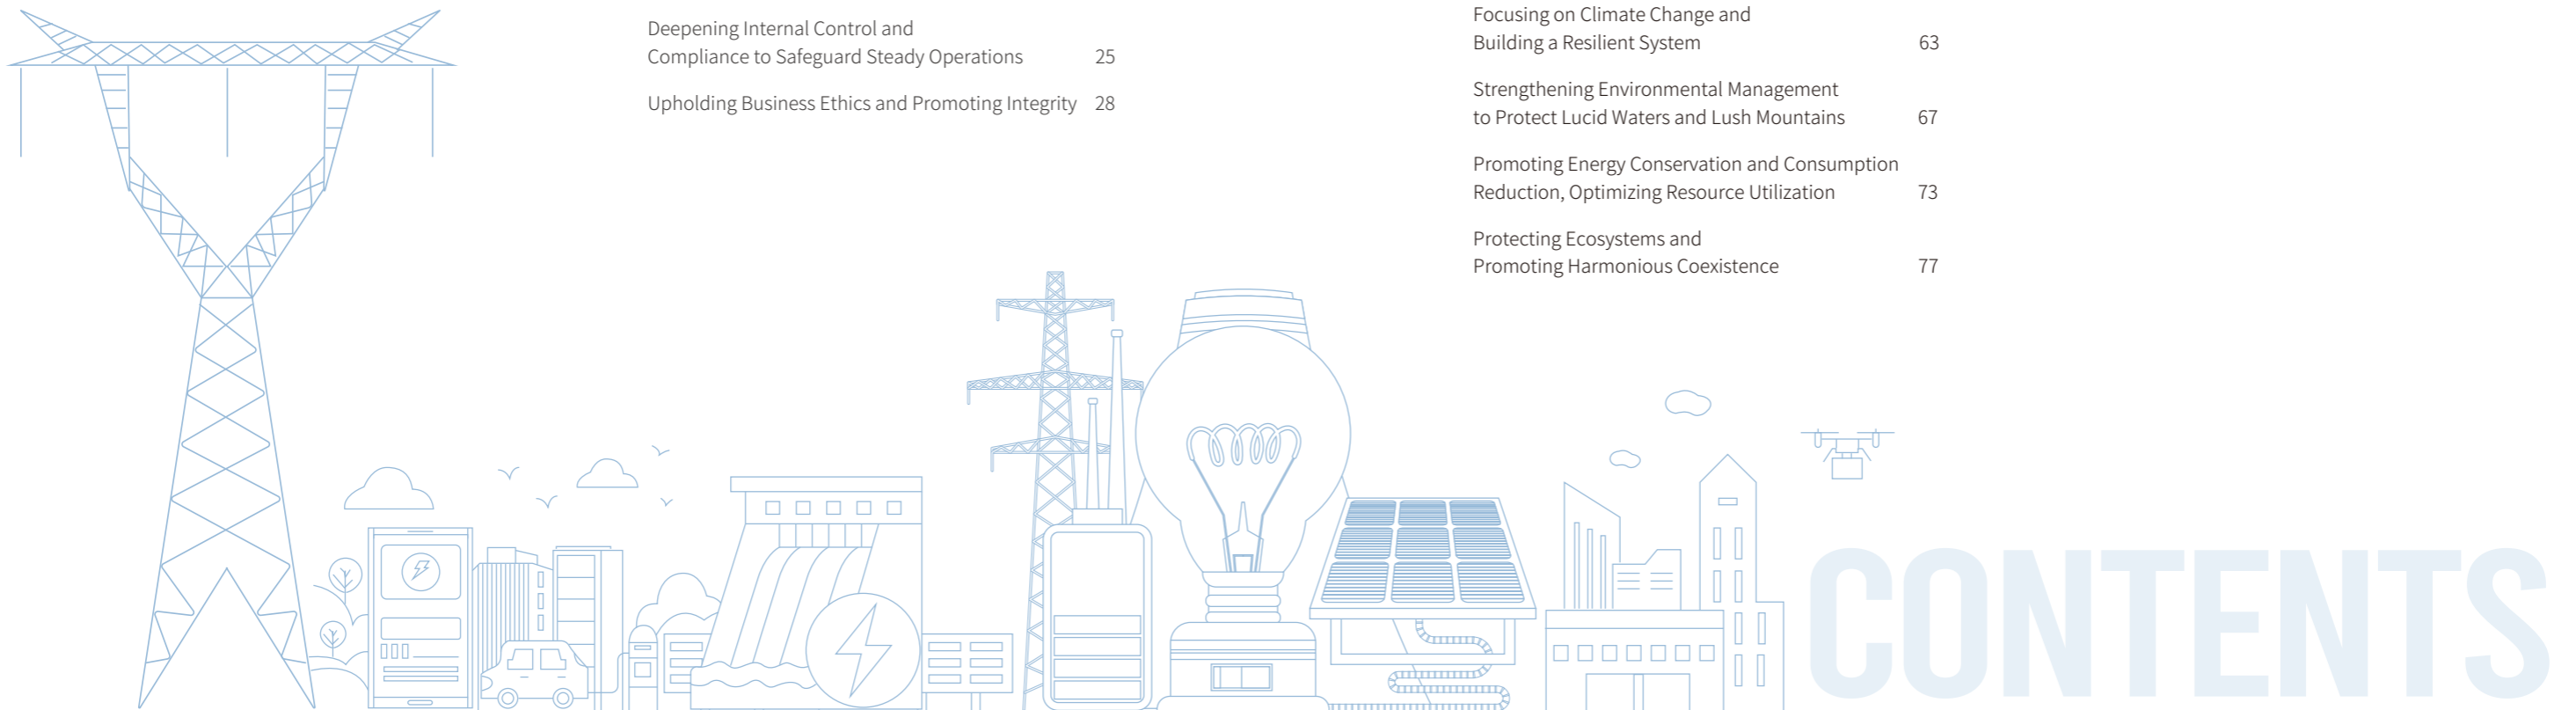 Deepening Internal Control and
Compliance to Safeguard Steady Operations 25
Upholding Business Ethics and Promoting Integrity 28
Focusing on Climate Change and
Building a Resilient System 63
Strengthening Environmental Management
to Protect Lucid Waters and Lush Mountains 67
Promoting Energy Conservation and Consumption
Reduction, Optimizing Resource Utilization 73
Protecting Ecosystems and
Promoting Harmonious Coexistence 77
CONTENTS